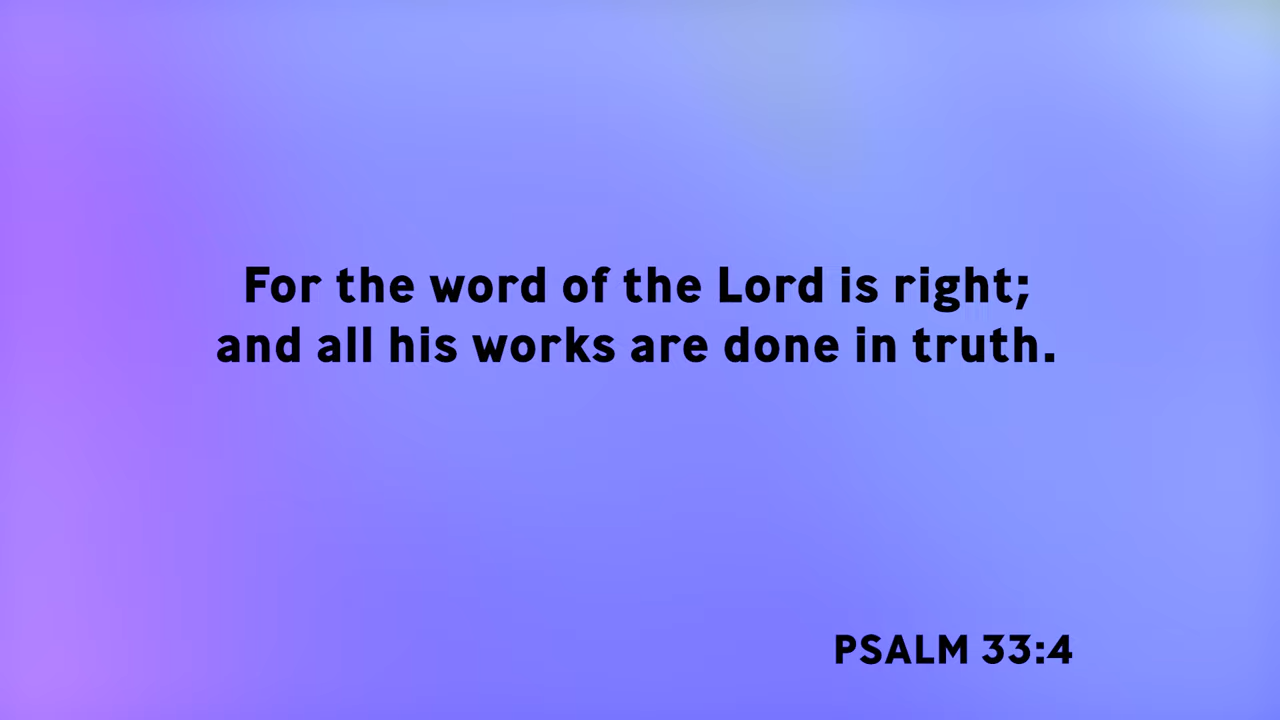 For the word of the Lord is right;
and all his works are done in truth.
PSALM 33:4